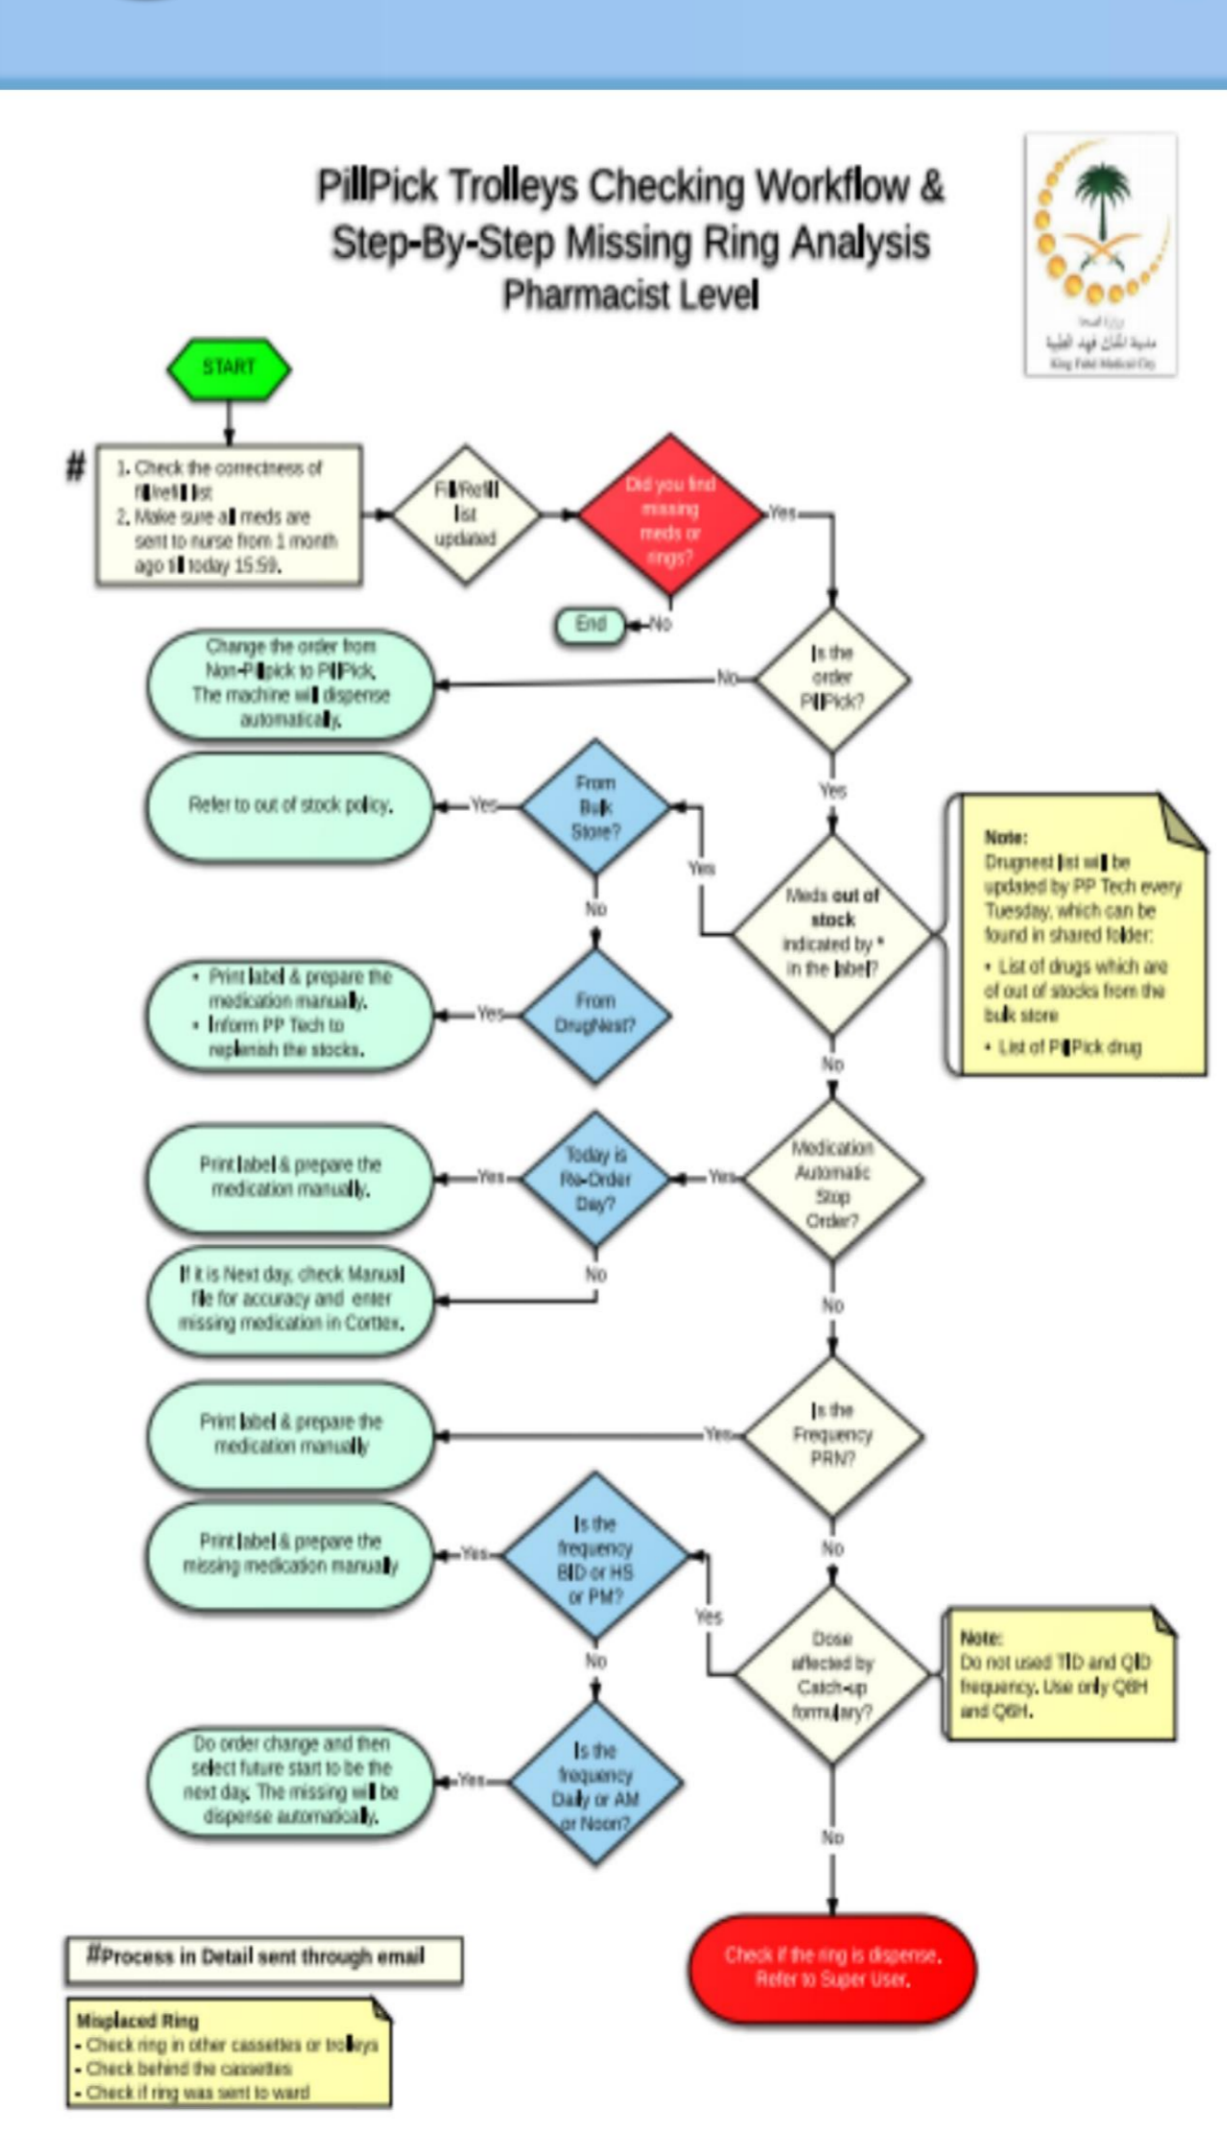 PillPick Trolleys Checking Workflow &
Step-By-Step Missing Ring Analysis
Pharmacist Level
وزارة الصحة
مدينة الملك فهد الطبية
King Fahd Medical City
START
#
1. Check the correctness of
fill/refill list
2. Make sure all meds are
sent to nurse from 1 month
ago till today 15:59.
Fill/Refill
list
updated
Did you find
missing
meds or
rings?
Yes
No
End
Is the
order
PillPick?
No
Change the order from
Non-Pillpick to PillPick.
The machine will dispense
automatically.
Yes
Meds out of
stock
indicated by *
in the label?
Note:
Drugnest list will be
updated by PP Tech every
Tuesday, which can be
found in shared folder:
• List of drugs which are
of out of stocks from the
bulk store
• List of PillPick drug
Yes
From
Bulk
Store?
Yes
Refer to out of stock policy.
No
From
DrugNest?
Yes
• Print label & prepare the
medication manually.
• Inform PP Tech to
replenish the stocks.
No
Medication
Automatic
Stop
Order?
Yes
Today is
Re-Order
Day?
Yes
Print label & prepare the
medication manually.
No
If it is Next day, check Manual
file for accuracy and enter
missing medication in Corttex.
No
Is the
Frequency
PRN?
Yes
Print label & prepare the
medication manually
No
Dose
affected by
Catch-up
formulary?
Note:
Do not used TID and QID
frequency. Use only Q8H
and Q6H.
Yes
Is the
frequency
BID or HS
or PM?
Yes
Print label & prepare the
missing medication manually
No
Is the
frequency
Daily or AM
or Noon?
Yes
Do order change and then
select future start to be the
next day. The missing will be
dispense automatically.
No
Check if the ring is dispense.
Refer to Super User.
#Process in Detail sent through email
Misplaced Ring
- Check ring in other cassettes or trolleys
- Check behind the cassettes
- Check if ring was sent to ward